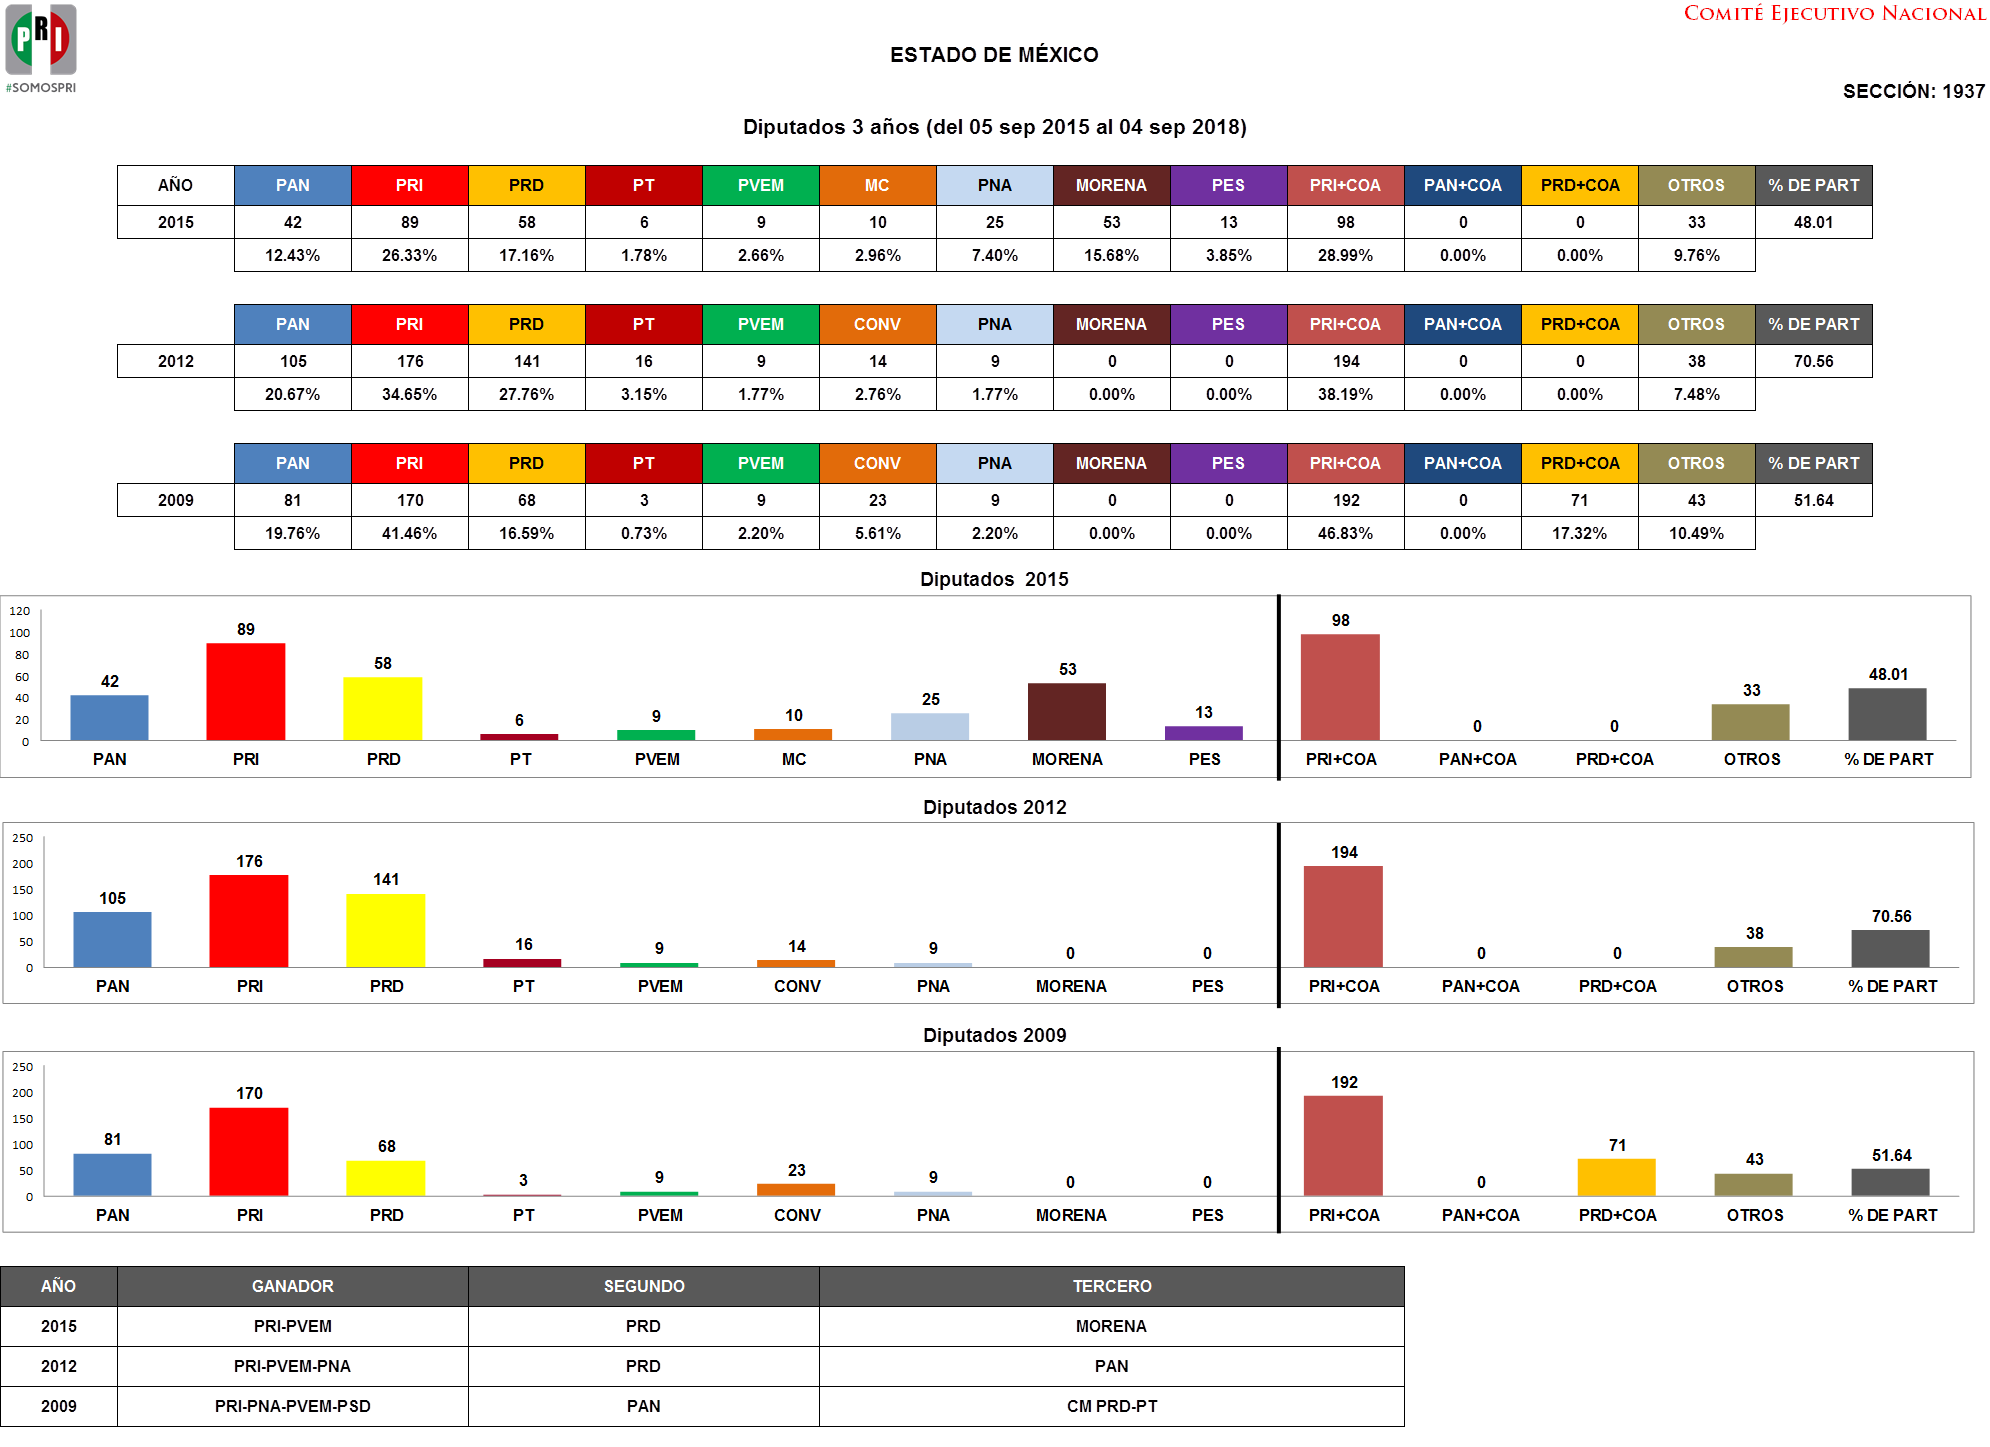 PRI
#SOMOSPRI
COMITÉ EJECUTIVO NACIONAL
ESTADO DE MÉXICO
SECCIÓN: 1937
Diputados 3 años (del 05 sep 2015 al 04 sep 2018)
AÑO PAN PRI PRD PT PVEM MC PNA MORENA PES PRI+COA PAN+COA PRD+COA OTROS % DE PART
2015 42 89 58 6 9 10 25 53 13 98 0 0 33 48.01
12.43% 26.33% 17.16% 1.78% 2.66% 2.96% 7.40% 15.68% 3.85% 28.99% 0.00% 0.00% 9.76%
PAN PRI PRD PT PVEM CONV PNA MORENA PES PRI+COA PAN+COA PRD+COA OTROS % DE PART
2012 105 176 141 16 9 14 9 0 0 194 0 0 38 70.56
20.67% 34.65% 27.76% 3.15% 1.77% 2.76% 1.77% 0.00% 0.00% 38.19% 0.00% 0.00% 7.48%
PAN PRI PRD PT PVEM CONV PNA MORENA PES PRI+COA PAN+COA PRD+COA OTROS % DE PART
2009 81 170 68 3 9 23 9 0 0 192 0 71 43 51.64
19.76% 41.46% 16.59% 0.73% 2.20% 5.61% 2.20% 0.00% 0.00% 46.83% 0.00% 17.32% 10.49%
Diputados 2015
120
100
80
60
40
20
0
42 89 58 6 9 10 25 53 13 98 0 0 33 48.01
PAN PRI PRD PT PVEM MC PNA MORENA PES PRI+COA PAN+COA PRD+COA OTROS % DE PART
Diputados 2012
250
200
150
100
50
0
105 176 141 16 9 14 9 0 0 194 0 0 38 70.56
PAN PRI PRD PT PVEM CONV PNA MORENA PES PRI+COA PAN+COA PRD+COA OTROS % DE PART
Diputados 2009
250
200
150
100
50
0
81 170 68 3 9 23 9 0 0 192 0 71 43 51.64
PAN PRI PRD PT PVEM CONV PNA MORENA PES PRI+COA PAN+COA PRD+COA OTROS % DE PART
AÑO GANADOR SEGUNDO TERCERO
2015 PRI-PVEM PRD MORENA
2012 PRI-PVEM-PNA PRD PAN
2009 PRI-PNA-PVEM-PSD PAN CM PRD-PT